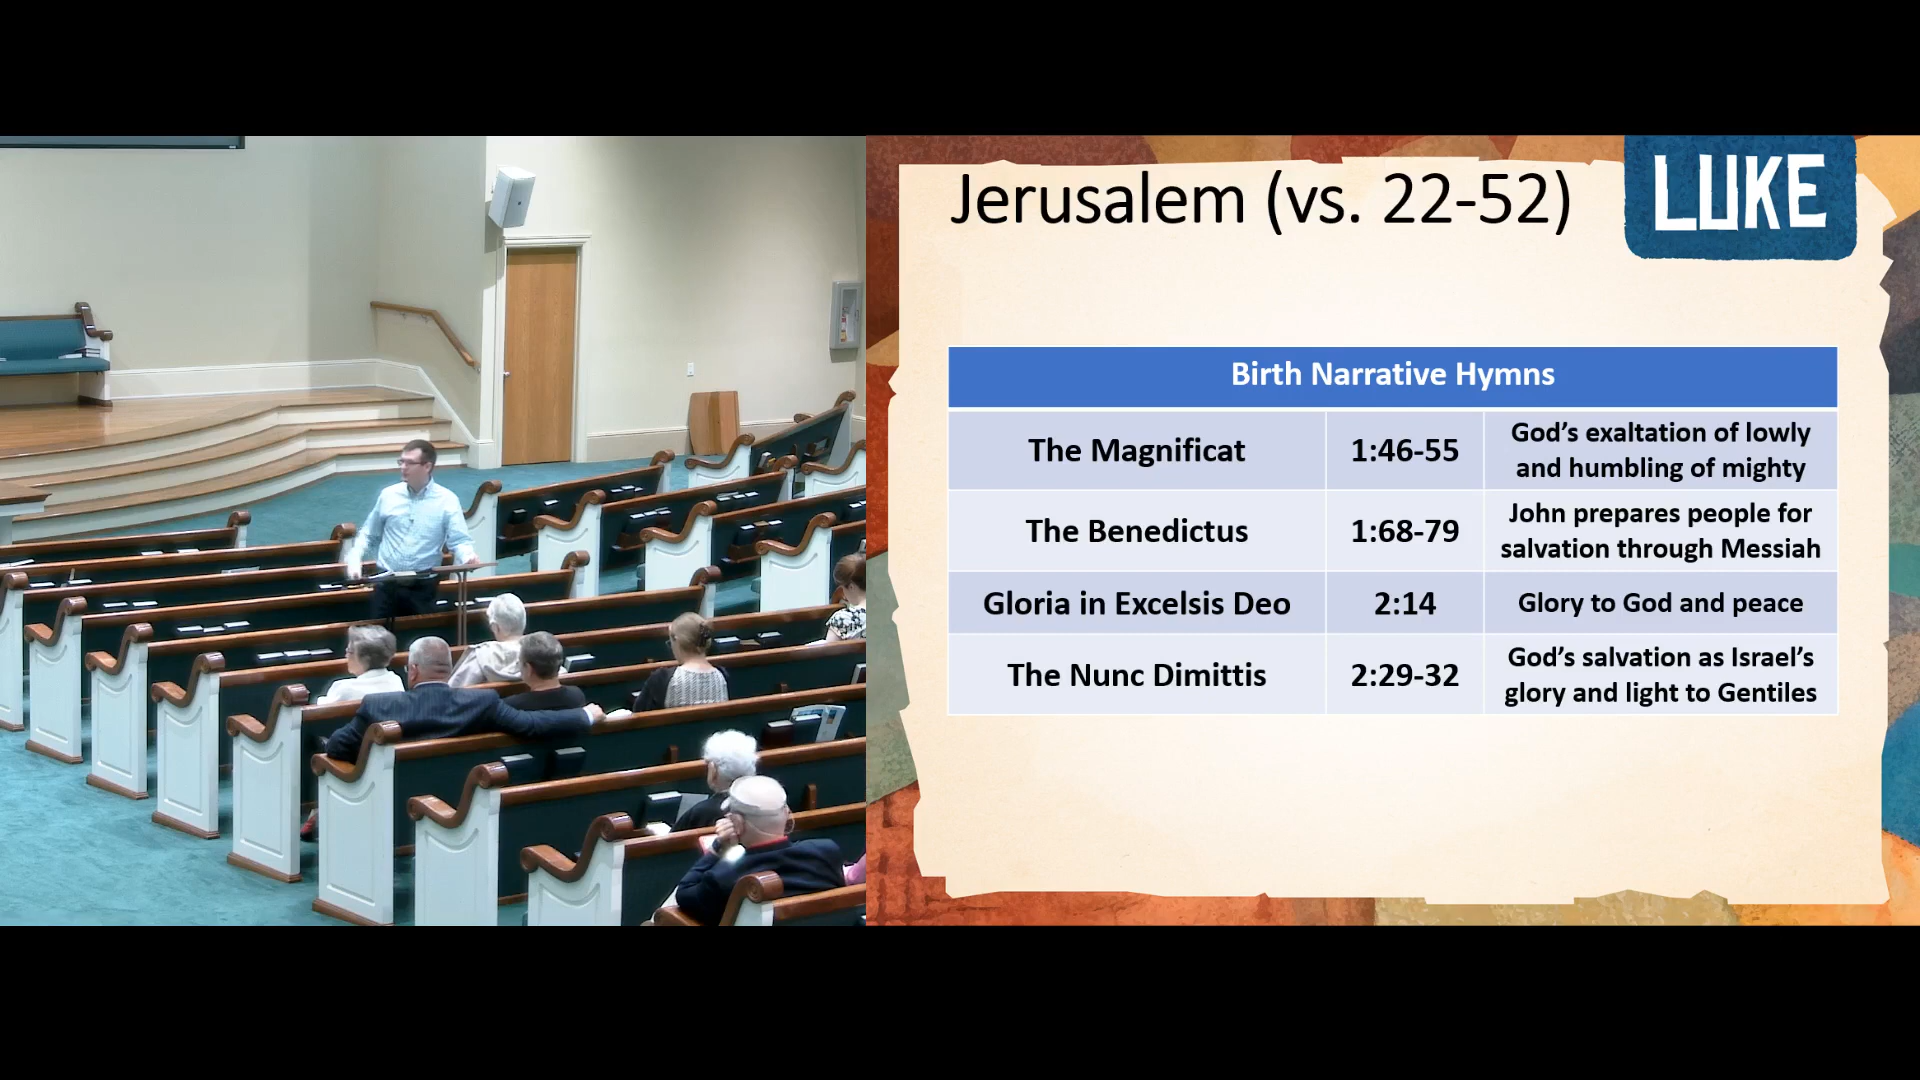 Jerusalem (vs. 22-52)
LUKE
Birth Narrative Hymns
The Magnificat
1:46-55
God’s exaltation of lowly
and humbling of mighty
The Benedictus
1:68-79
John prepares people for
salvation through Messiah
Gloria in Excelsis Deo
2:14
Glory to God and peace
The Nunc Dimittis
2:29-32
God’s salvation as Israel’s
glory and light to Gentiles